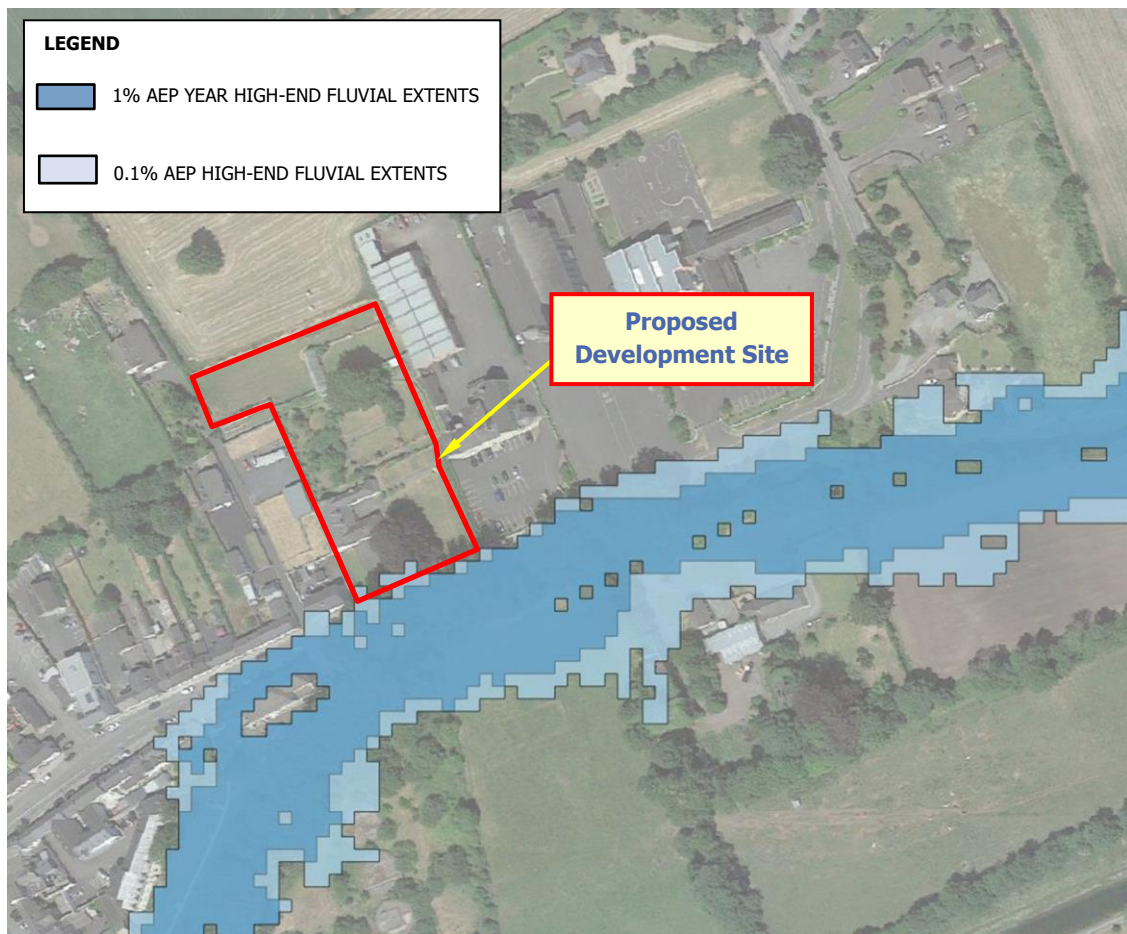 LEGEND
1% AEP YEAR HIGH-END FLUVIAL EXTENTS
0.1% AEP HIGH-END FLUVIAL EXTENTS
Proposed
Development Site